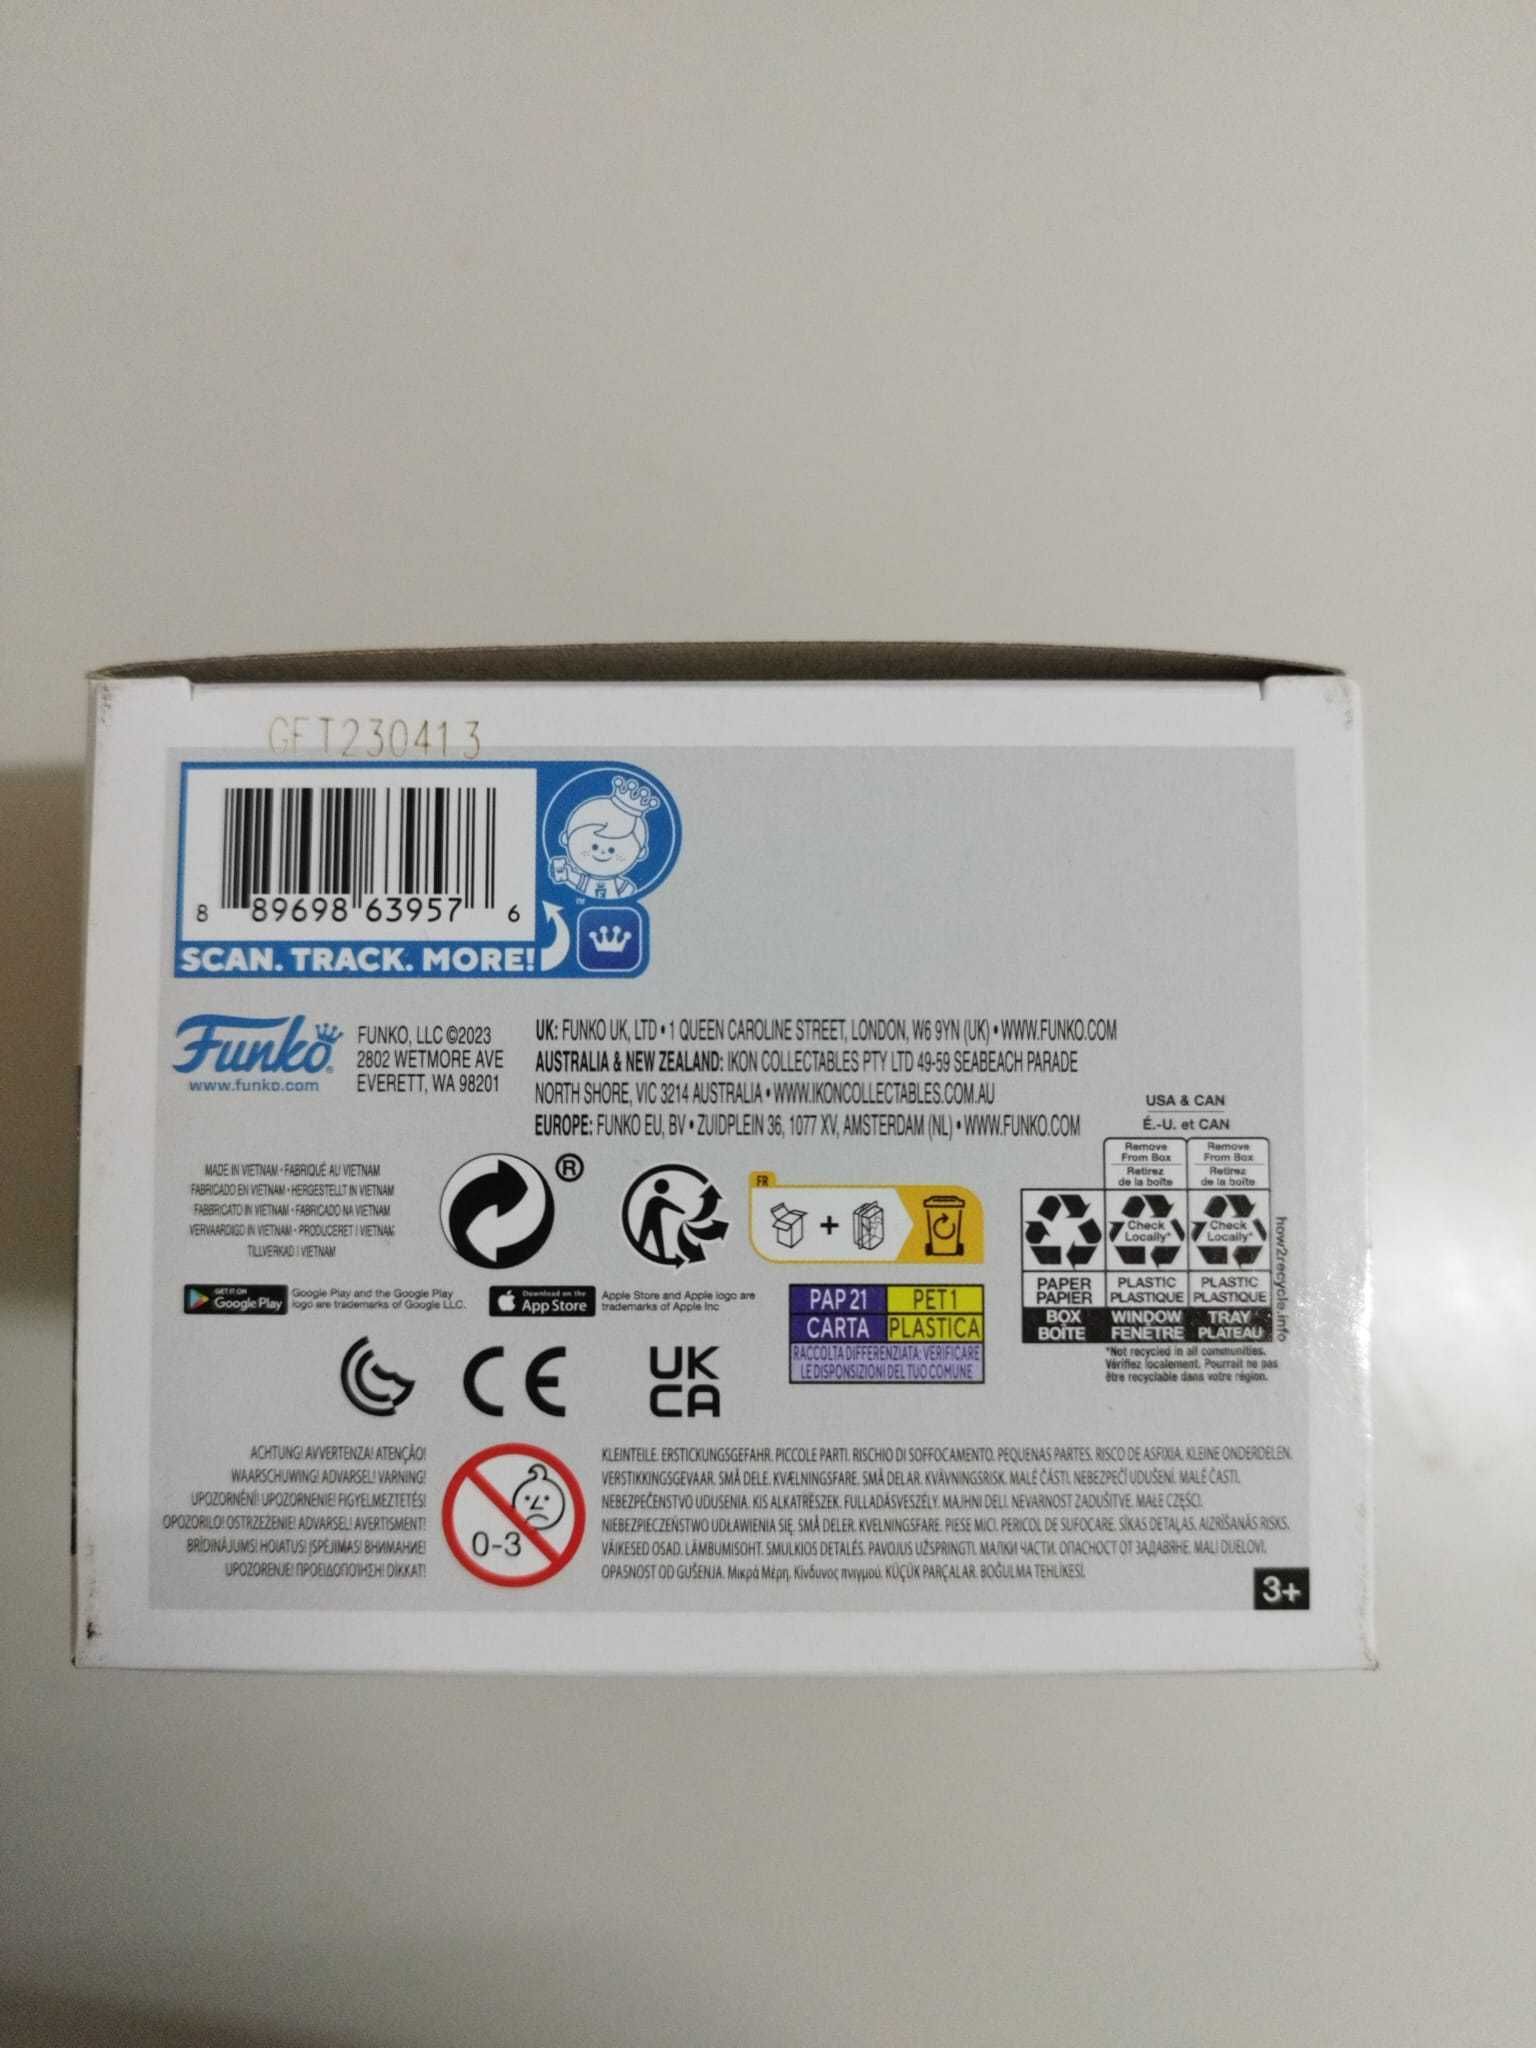 GFT230413
8 89698 63957 6
SCAN. TRACK. MORE!
™
Funko®
www.funko.com
FUNKO, LLC ©2023
2802 WETMORE AVE
EVERETT, WA 98201
UK: FUNKO UK, LTD • 1 QUEEN CAROLINE STREET, LONDON, W6 9YN (UK) • WWW.FUNKO.COM
AUSTRALIA & NEW ZEALAND: IKON COLLECTABLES PTY LTD 49-59 SEABEACH PARADE
NORTH SHORE, VIC 3214 AUSTRALIA • WWW.IKONCOLLECTABLES.COM.AU
EUROPE: FUNKO EU, BV • ZUIDPLEIN 36, 1077 XV, AMSTERDAM (NL) • WWW.FUNKO.COM
MADE IN VIETNAM • FABRIQUÉ AU VIETNAM
FABRICADO EN VIETNAM • HERGESTELLT IN VIETNAM
FABBRICATO IN VIETNAM • FABRICADO NA VIETNAM
VERVAARDIGD IN VIETNAM • PRODUCERET I VIETNAM
TILLVERKAD I VIETNAM
®
FR
+
USA & CAN
É.-U. et CAN
Remove From Box
Retirez de la boîte
Remove From Box
Retirez de la boîte
Check Locally*
Check Locally*
PAPER PAPIER
PLASTIC PLASTIQUE
PLASTIC PLASTIQUE
BOX BOÎTE
WINDOW FENÊTRE
TRAY PLATEAU
how2recycle.info
*Not recycled in all communities.
Vérifiez localement. Pourrait ne pas
être recyclable dans votre région.
GET IT ON
Google Play
Google Play and the Google Play
logo are trademarks of Google LLC.
Download on the
App Store
Apple Store and Apple logo are
trademarks of Apple Inc
PAP 21 PET 1
CARTA PLASTICA
RACCOLTA DIFFERENZIATA: VERIFICARE
LE DISPONSIZIONI DEL TUO COMUNE
CE
UK
CA
ACHTUNG! AVVERTENZA! ATENÇÃO!
WAARSCHUWING! ADVARSEL! VARNING!
UPOZORNĚNÍ! UPOZORNENIE! FIGYELMEZTETÉS!
OPOZORILO! OSTRZEŻENIE! ADVARSEL! AVERTISMENT!
BRĪDINĀJUMS! HOIATUS! ĮSPĖJIMAS! ВНИМАНИЕ!
UPOZORENJE! ΠΡΟΕΙΔΟΠΟΙΗΣΗ! DİKKAT!
0-3
KLEINTEILE. ERSTICKUNGSGEFAHR. PICCOLE PARTI. RISCHIO DI SOFFOCAMENTO. PEQUENAS PARTES. RISCO DE ASFIXIA. KLEINE ONDERDELEN.
VERSTIKKINGSGEVAAR. SMÅ DELE. KVÆLNINGSFARE. SMÅ DELAR. KVÄVNINGSRISK. MALÉ ČÁSTI. NEBEZPEČÍ UDUŠENÍ. MALÉ ČASTI.
NEBEZPEČENSTVO UDUSENIA. KIS ALKATRÉSZEK. FULLADÁSVESZÉLY. MAJHNI DELI. NEVARNOST ZADUŠITVE. MAŁE CZĘŚCI.
NIEBEZPIECZEŃSTWO UDŁAWIENIA SIĘ. SMÅ DELER. KVELNINGSFARE. PIESE MICI. PERICOL DE SUFOCARE. SĪKAS DETAĻAS. AIZRĪŠANĀS RISKS.
VÄIKESED OSAD. LÄMBUMISOHT. SMULKIOS DETALĖS. PAVOJUS UŽSPRINGTI. МАЛКИ ЧАСТИ. ОПАСНОСТ ОТ ЗАДАВЯНЕ. MALI DIJELOVI.
OPASNOST OD GUŠENJA. Μικρά Μέρη. Κίνδυνος πνιγμού. KÜÇÜK PARÇALAR. BOĞULMA TEHLİKESİ.
3+